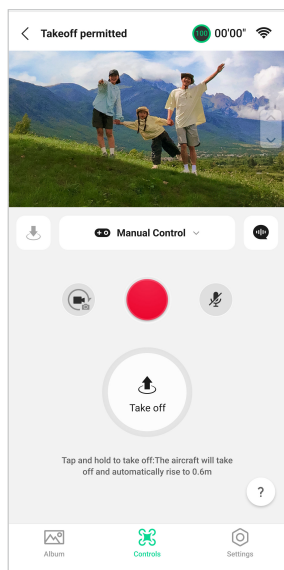 Takeoff permitted
100 00'00"
Manual Control
Take off
Tap and hold to take off:The aircraft will take
off and automatically rise to 0.6m
?
Album
Controls
Settings